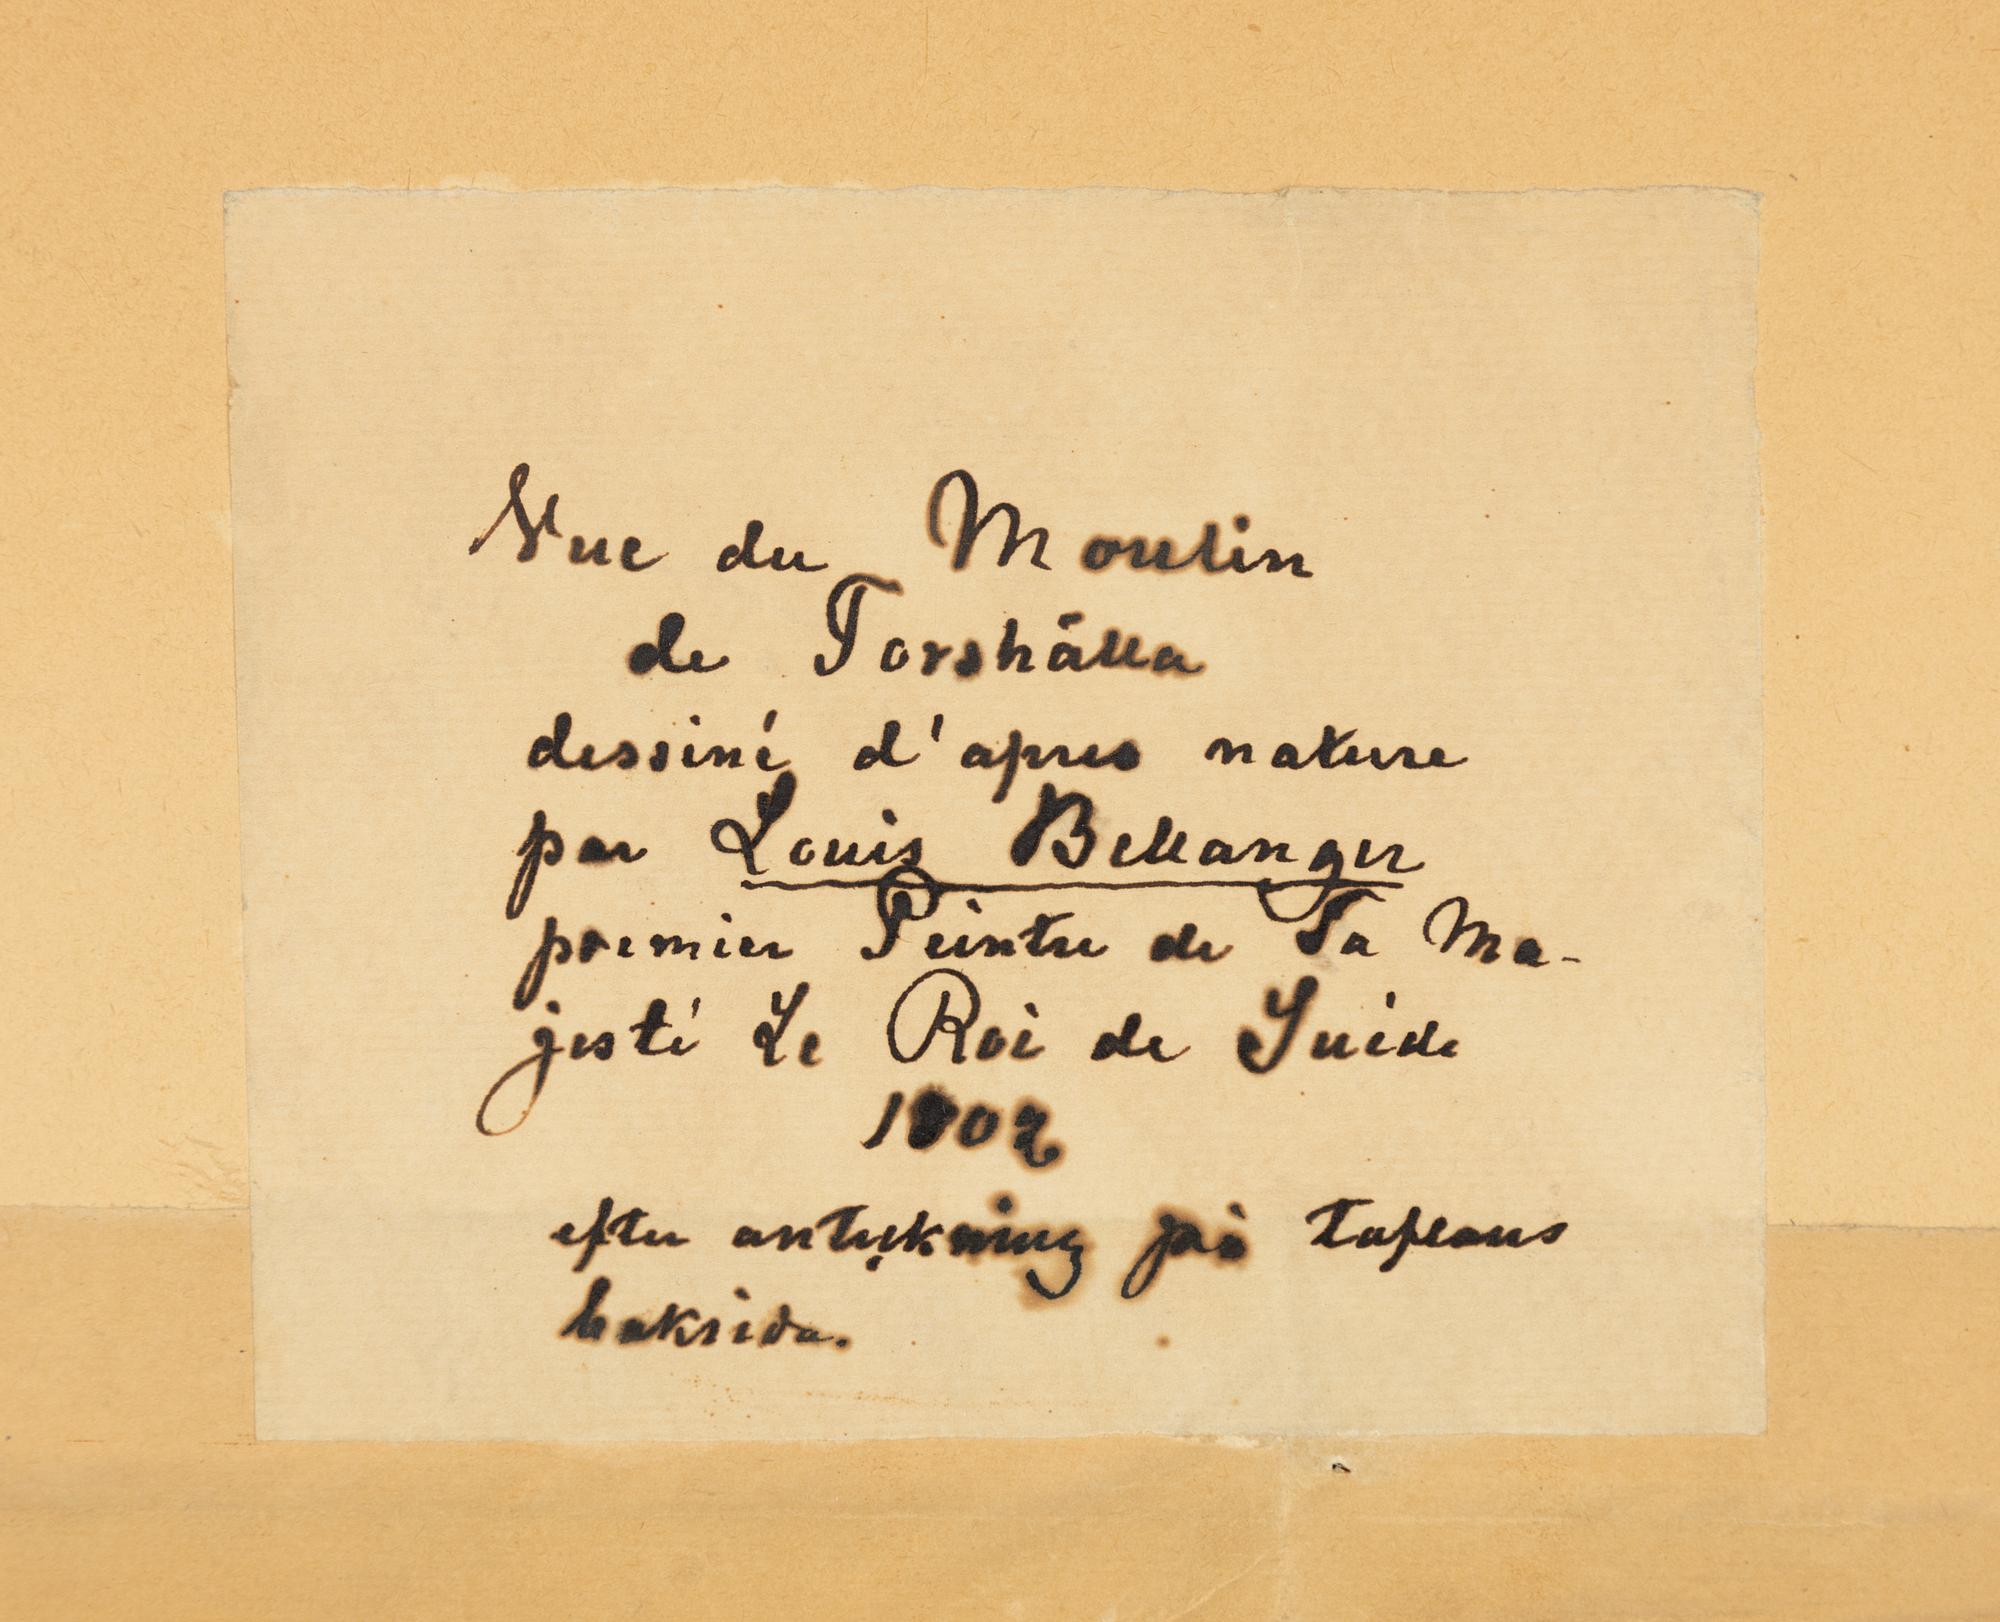 Vue du Moulin
de Torshälla
dessiné d'apres nature
par Louis Bellanger
premier Peintre de Sa Ma-
jesté Le Roi de Suède
1802
efter anteckning på taflans
baksida.